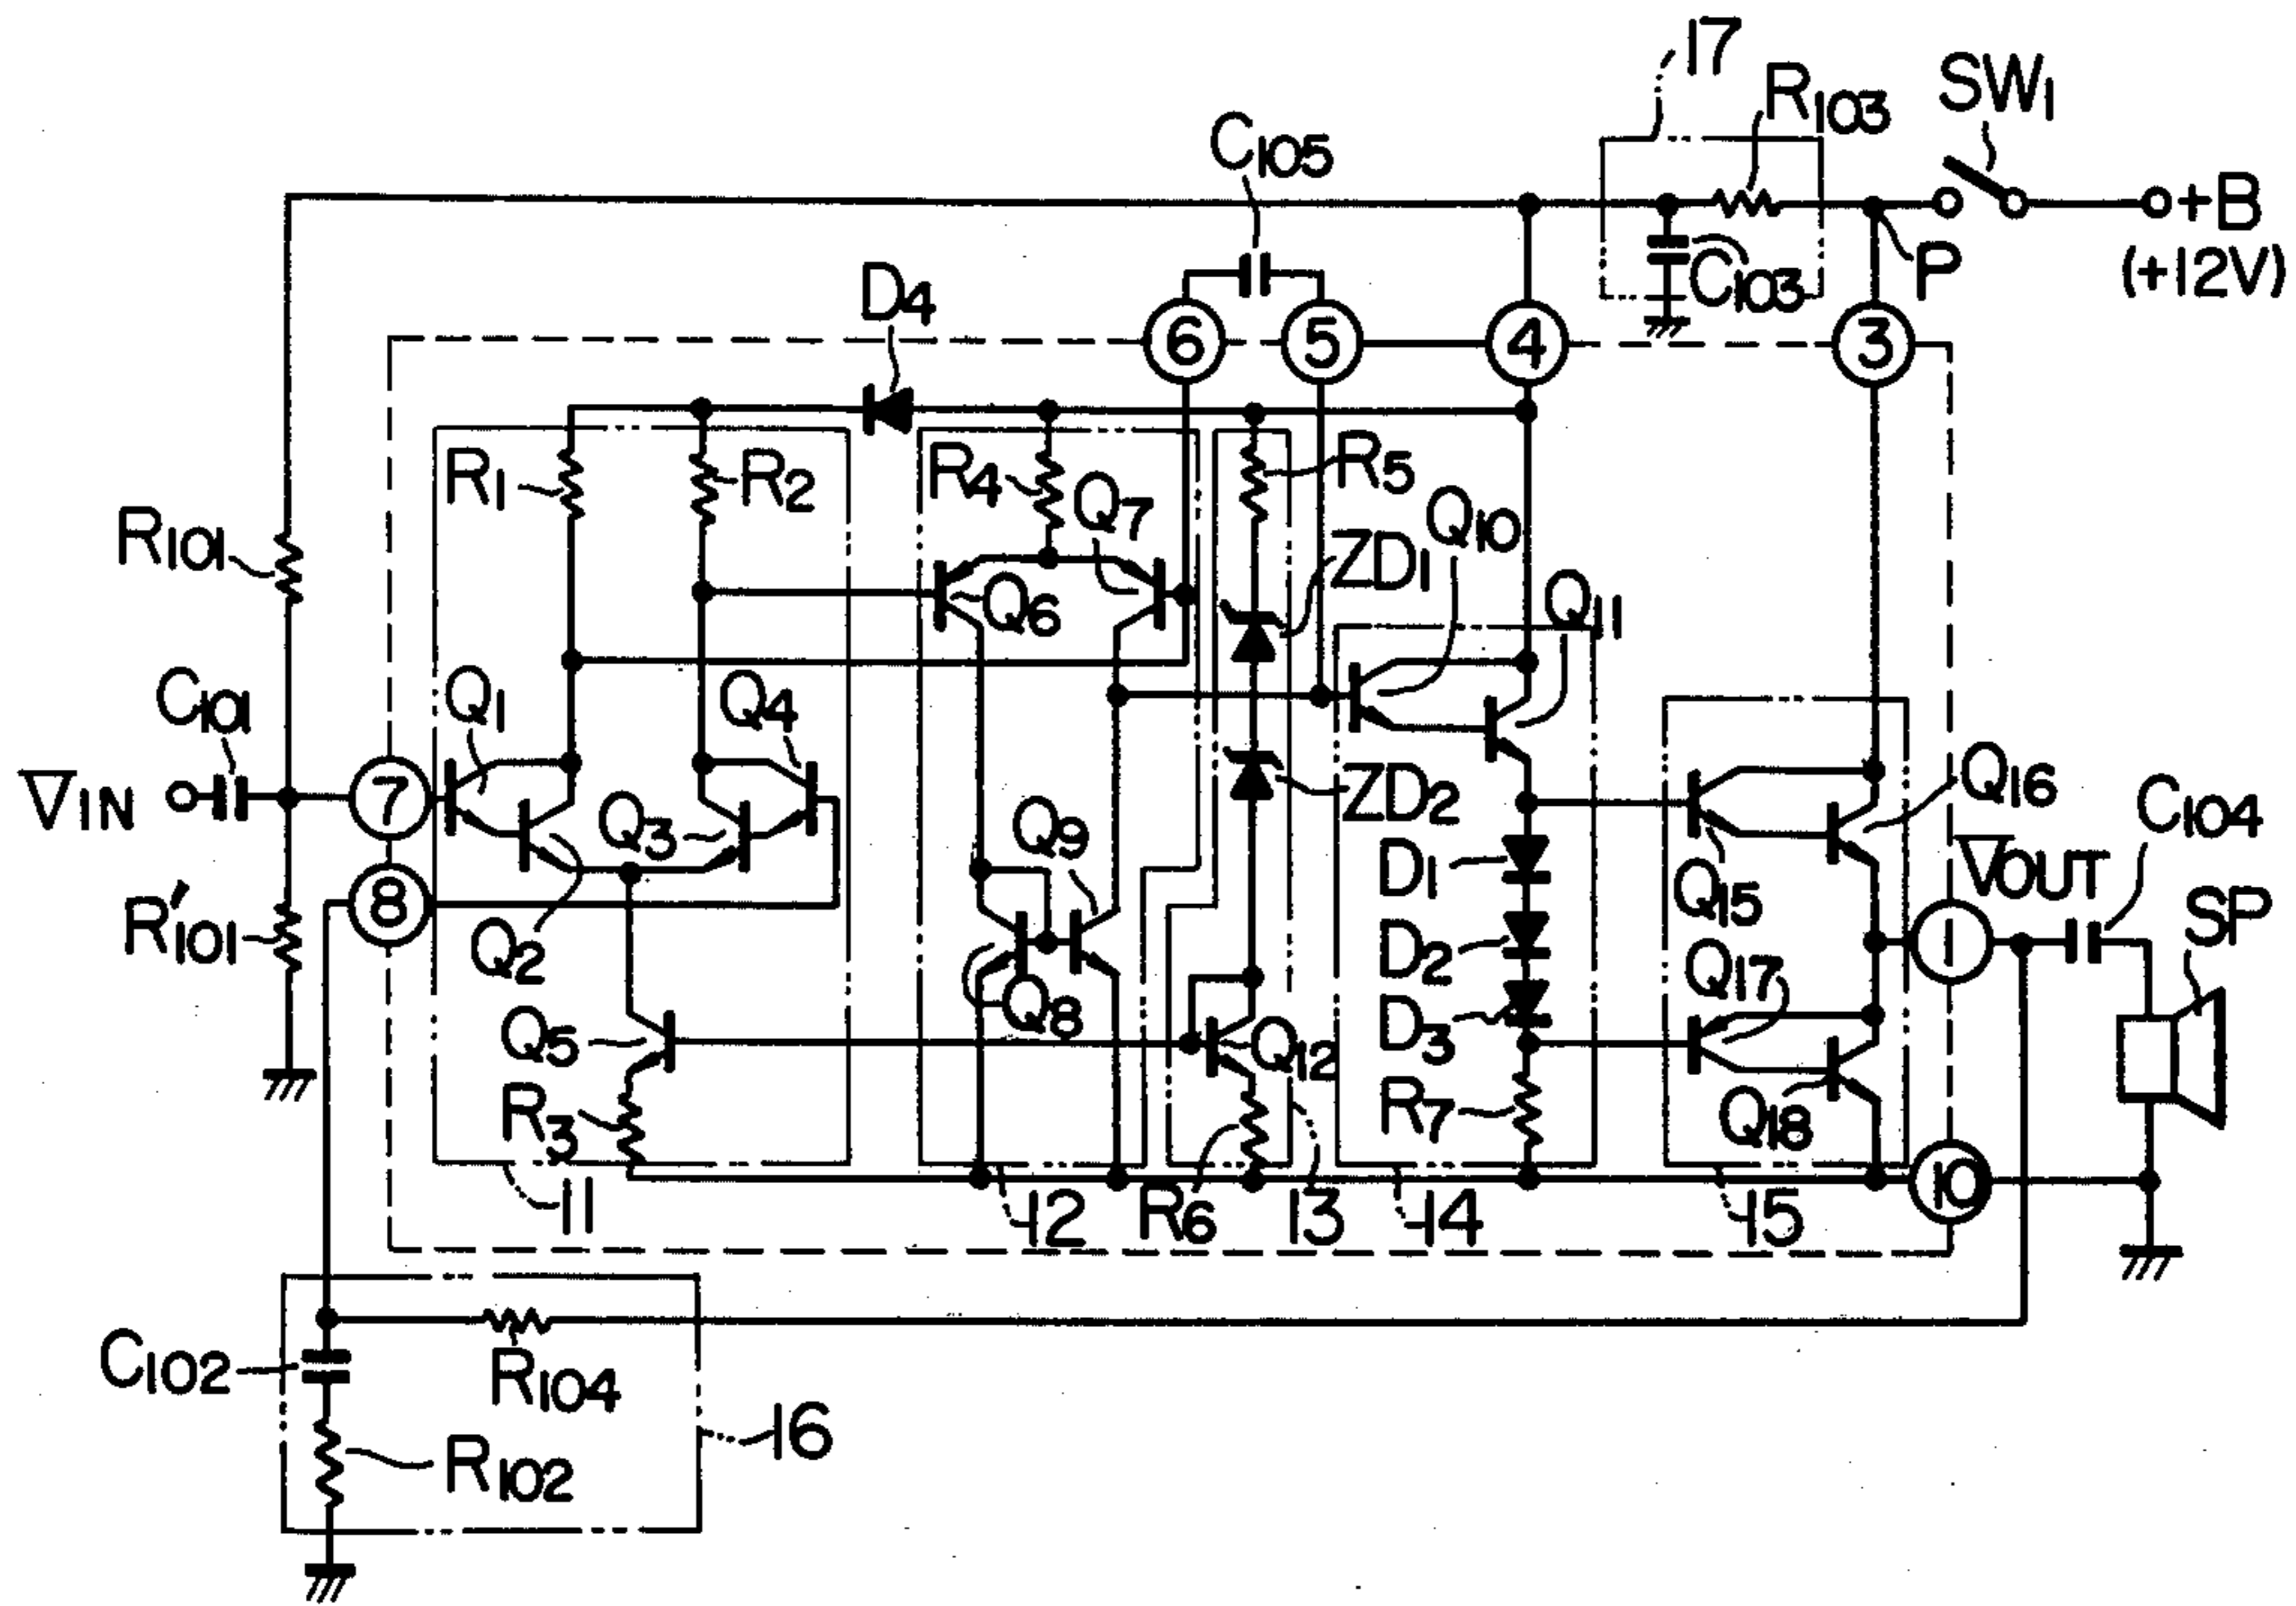 17
R103
SW1
C105
+B
(+12V)
P
C103
D4
6
5
4
3
R1
R2
R4
Q7
R5
Q10
R101
ZD1
Q11
Q6
C101
Q1
Q4
V̅IN
7
Q3
Q9
ZD2
Q16
C104
D1
V̅OUT
SP
Q15
8
R'101
Q2
D2
Q17
1
Q8
D3
Q5
Q12
R3
R7
Q18
10
11
12
R6
13
14
15
C102
R104
16
R102